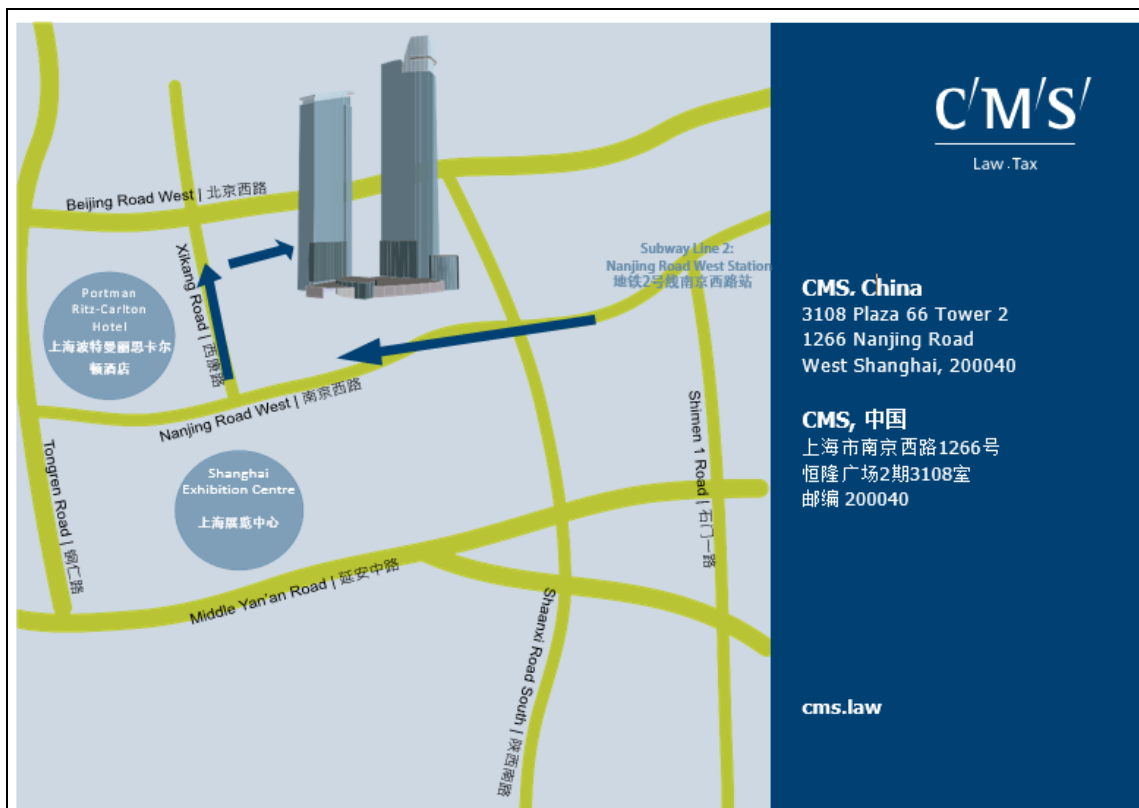 Beijing Road West | 北京西路
Xikang Road | 西康路
Portman
Ritz-Carlton
Hotel
上海波特曼丽思卡尔
顿酒店
Subway Line 2:
Nanjing Road West Station
地铁2号线南京西路站
Nanjing Road West | 南京西路
Tongren Road | 铜仁路
Shanghai
Exhibition Centre
上海展览中心
Shimen 1 Road | 石门一路
Middle Yan'an Road | 延安中路
Shaanxi Road South | 陕西南路
C/M/S/
Law . Tax
CMS, China
3108 Plaza 66 Tower 2
1266 Nanjing Road
West Shanghai, 200040
CMS, 中国
上海市南京西路1266号
恒隆广场2期3108室
邮编 200040
cms.law